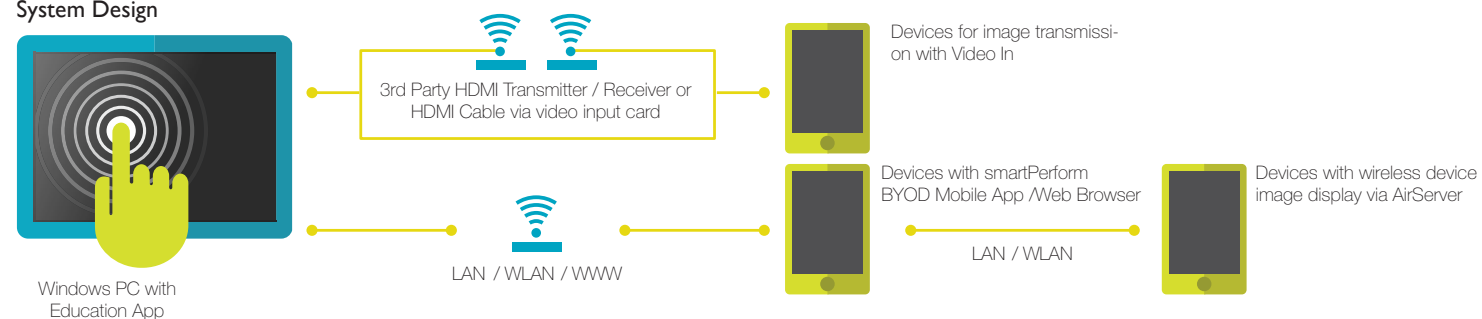 System Design
3rd Party HDMI Transmitter / Receiver or
HDMI Cable via video input card
Devices for image transmissi-
on with Video In
Windows PC with
Education App
LAN / WLAN / WWW
Devices with smartPerform
BYOD Mobile App /Web Browser
LAN / WLAN
Devices with wireless device
image display via AirServer